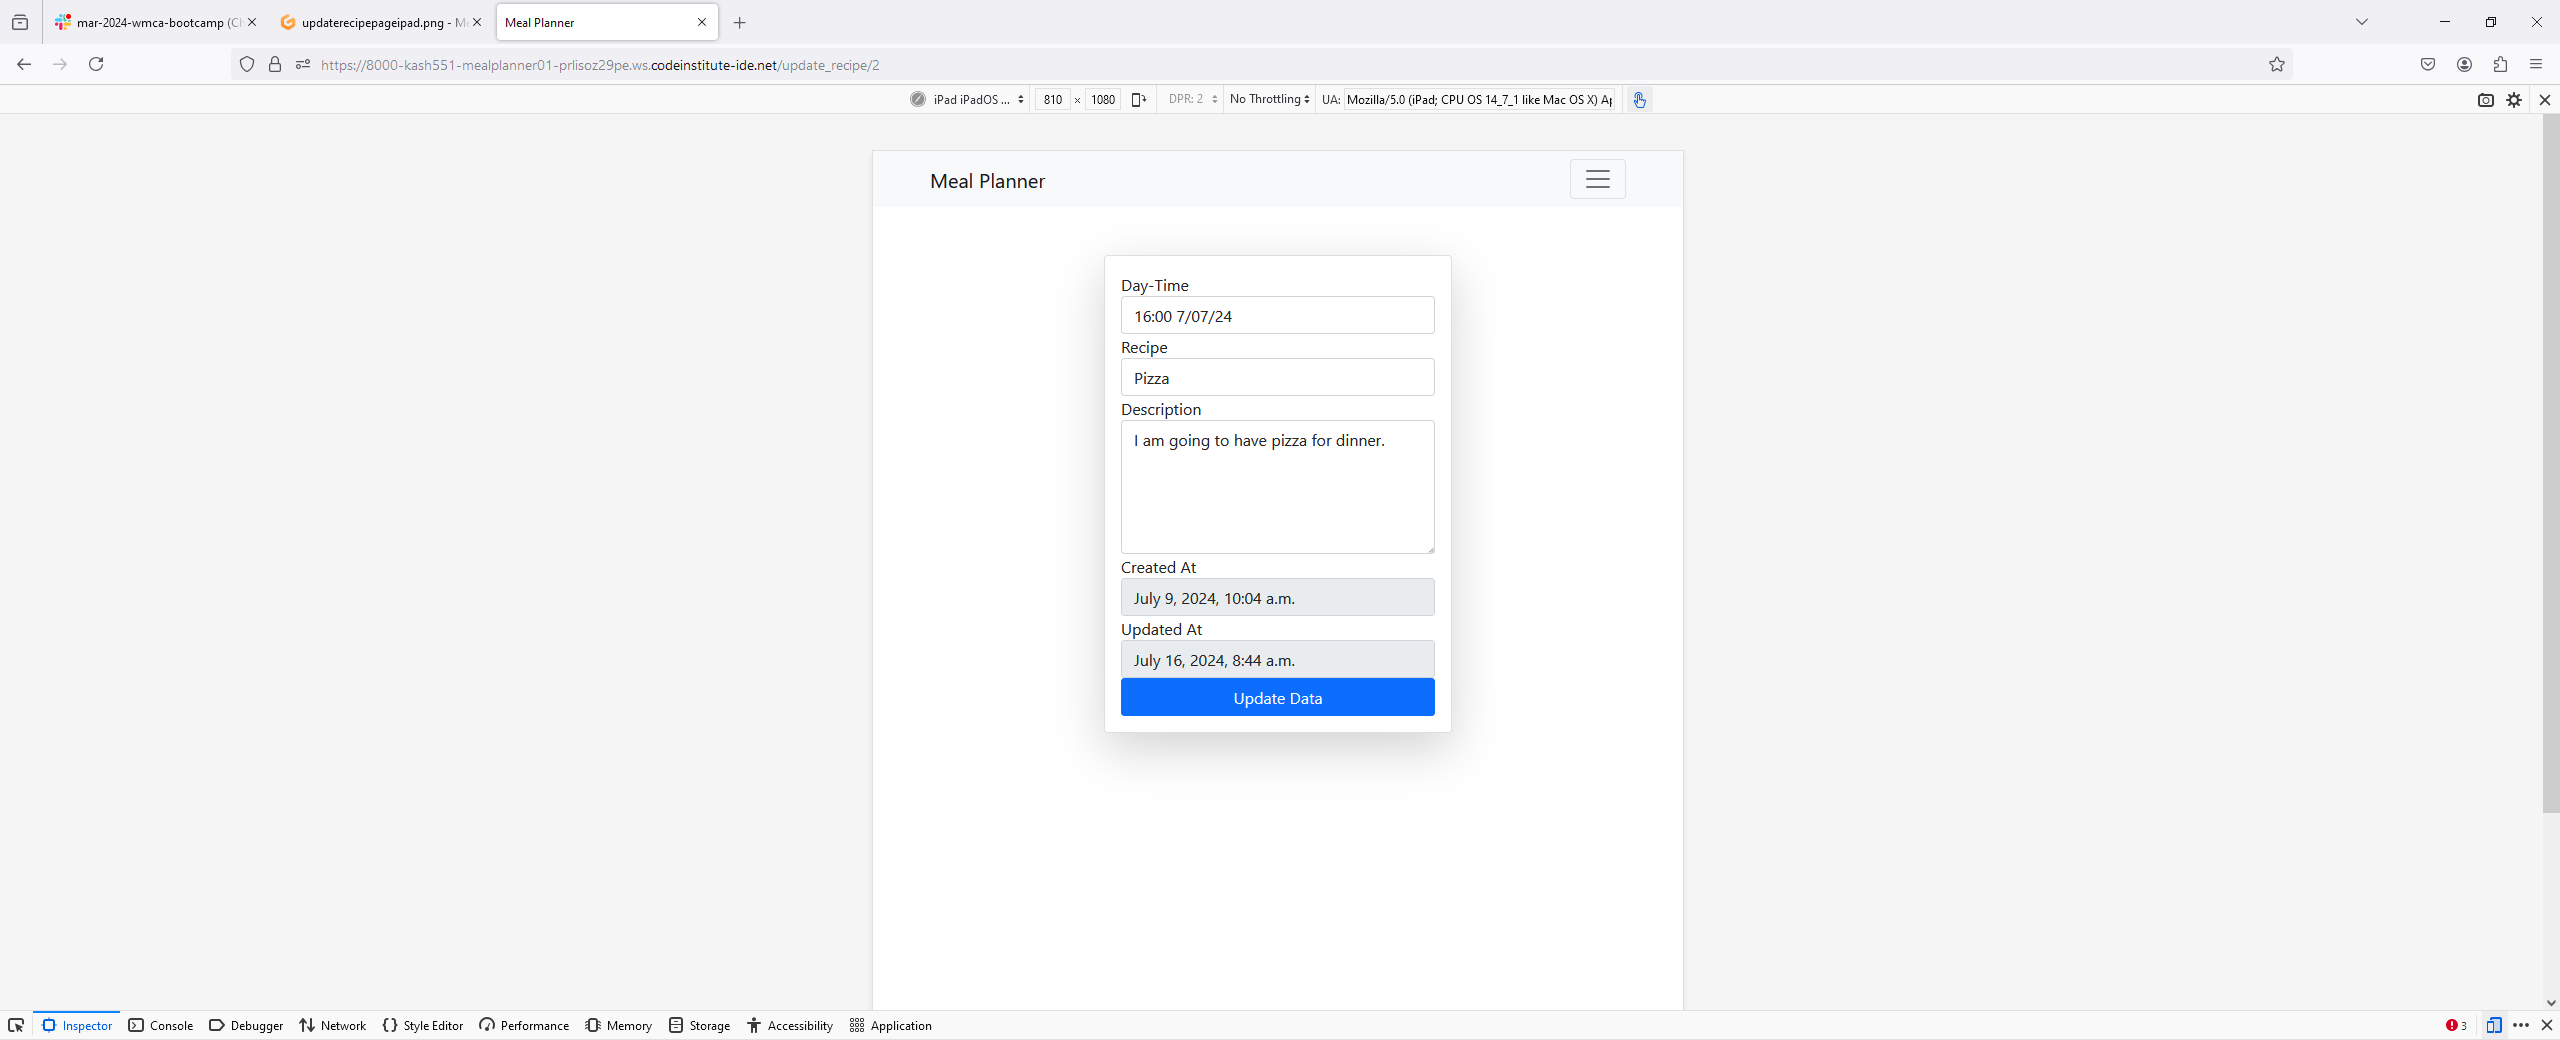 mar-2024-wmca-bootcamp (Ch
updaterecipepageipad.png - Me
Meal Planner
https://8000-kash551-mealplanner01-prlisoz29pe.ws.codeinstitute-ide.net/update_recipe/2
iPad iPadOS ... 810 × 1080 DPR: 2 No Throttling UA: Mozilla/5.0 (iPad; CPU OS 14_7_1 like Mac OS X) Ap
Meal Planner
Day-Time
16:00 7/07/24
Recipe
Pizza
Description
I am going to have pizza for dinner.
Created At
July 9, 2024, 10:04 a.m.
Updated At
July 16, 2024, 8:44 a.m.
Update Data
Inspector Console Debugger Network Style Editor Performance Memory Storage Accessibility Application 3